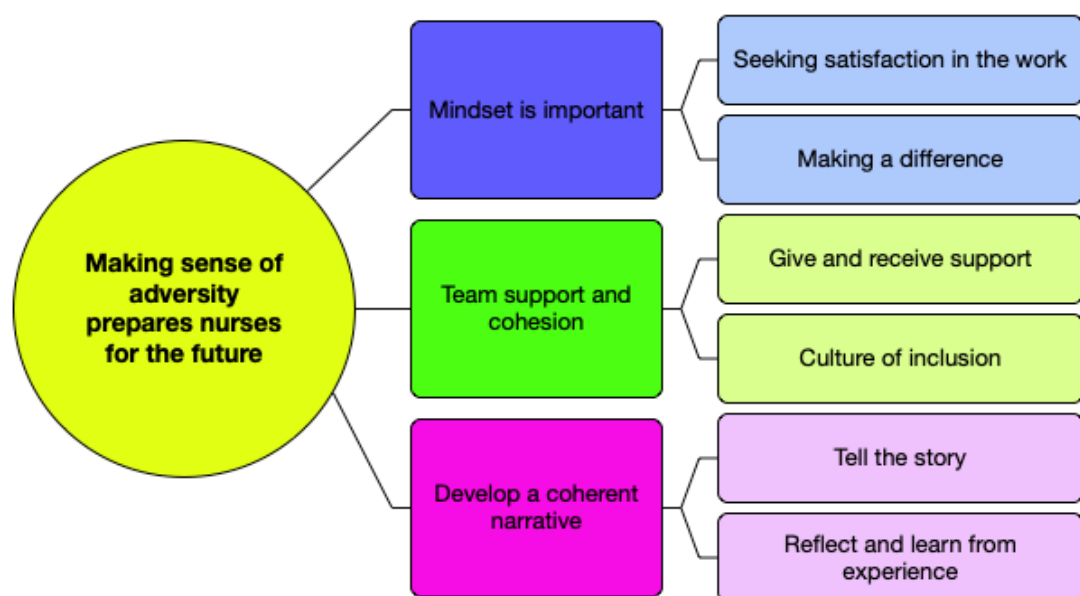 Making sense of
adversity
prepares nurses
for the future
Mindset is important
Seeking satisfaction in the work
Making a difference
Team support and
cohesion
Give and receive support
Culture of inclusion
Develop a coherent
narrative
Tell the story
Reflect and learn from
experience